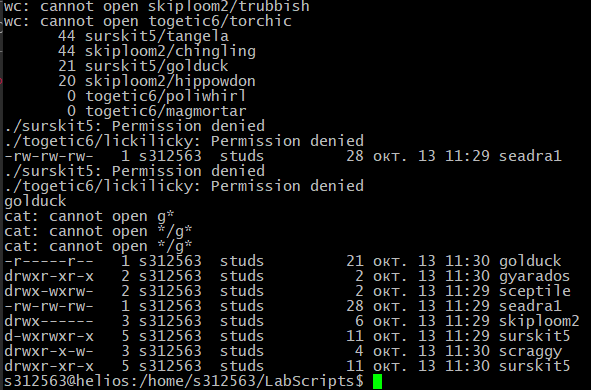 wc: cannot open skiploom2/trubbish
wc: cannot open togetic6/torchic
44 surskit5/tangela
44 skiploom2/chingling
21 surskit5/golduck
20 skiploom2/hippowdon
0 togetic6/poliwhirl
0 togetic6/magmortar
./surskit5: Permission denied
./togetic6/lickilicky: Permission denied
-rw-rw-rw-   1 s312563  studs         28 окт. 13 11:29 seadra1
./surskit5: Permission denied
./togetic6/lickilicky: Permission denied
golduck
cat: cannot open g*
cat: cannot open */g*
cat: cannot open */g*
-r-----r--   1 s312563  studs         21 окт. 13 11:30 golduck
drwxr-xr-x   2 s312563  studs          2 окт. 13 11:30 gyarados
drwx-wxrw-   2 s312563  studs          2 окт. 13 11:29 sceptile
-rw-rw-rw-   1 s312563  studs         28 окт. 13 11:29 seadra1
drwx------   3 s312563  studs          6 окт. 13 11:29 skiploom2
d-wxrwxr-x   5 s312563  studs         11 окт. 13 11:29 surskit5
drwxr-x-w-   3 s312563  studs          4 окт. 13 11:30 scraggy
drwxr-xr-x   5 s312563  studs         11 окт. 13 11:30 surskit5
s312563@helios:/home/s312563/LabScripts$